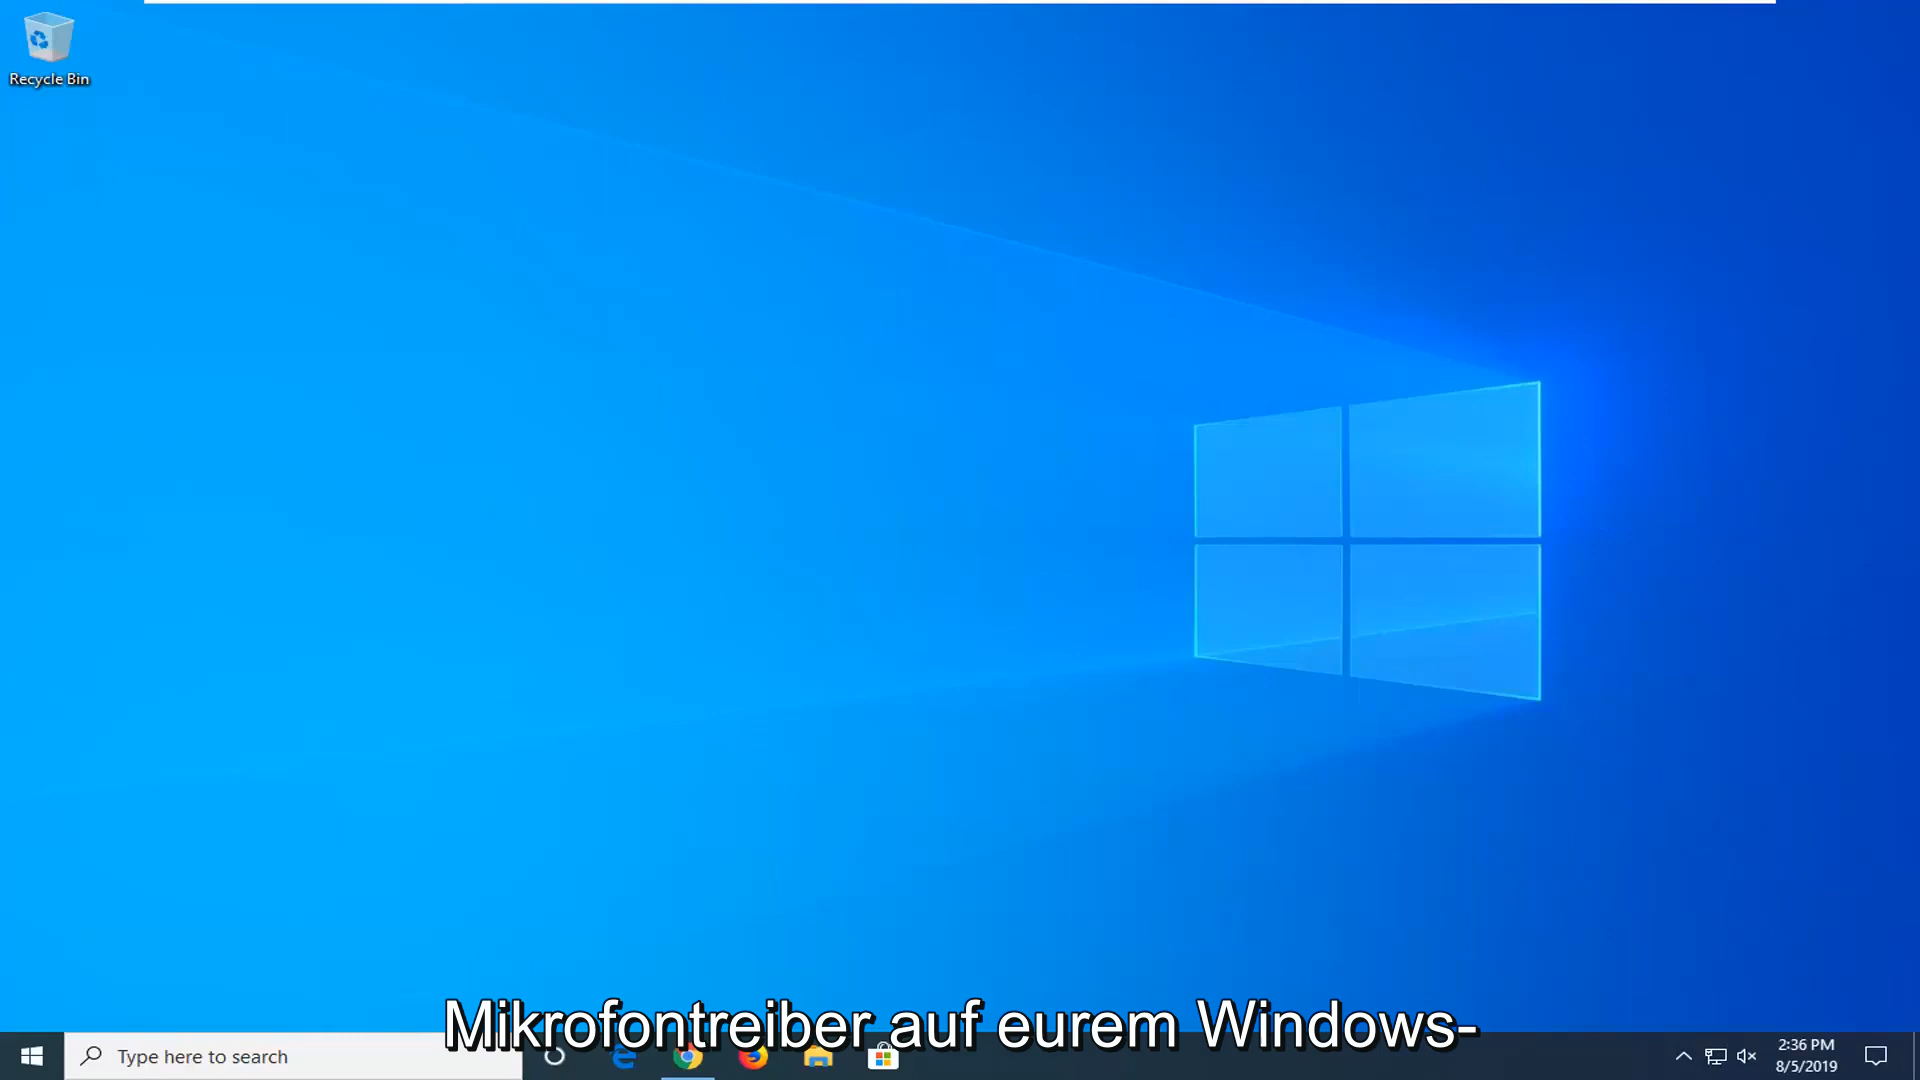 Recycle Bin
Mikrofontreiber auf eurem Windows-
Type here to search
2:36 PM
8/5/2019